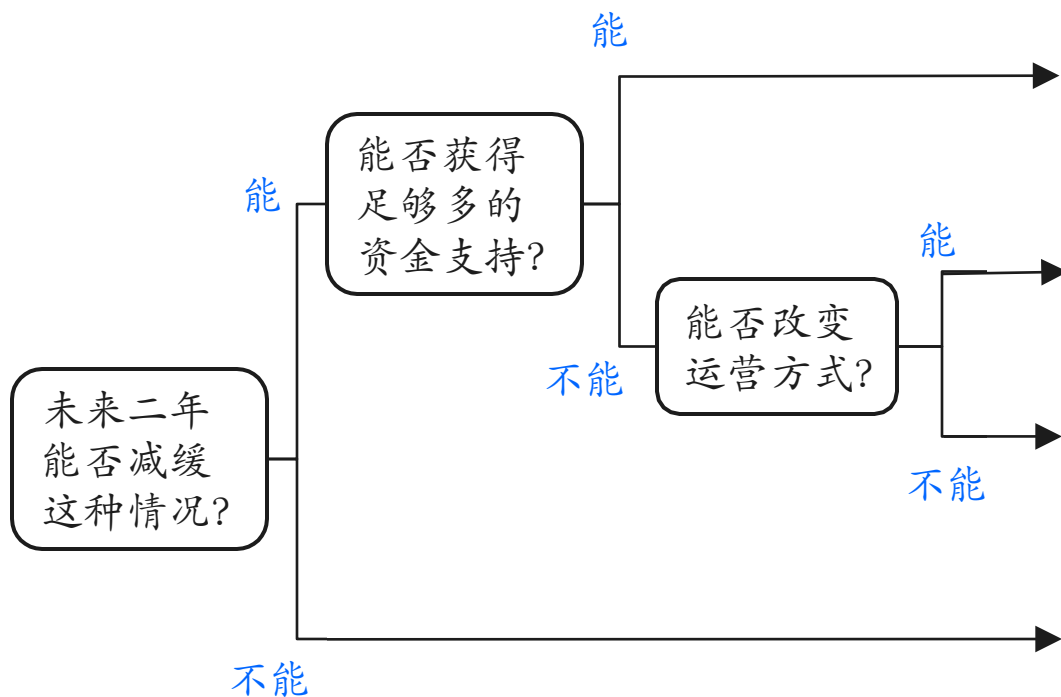 能
能否获得
足够多的
资金支持?
能
能
能否改变
运营方式?
不能
未来二年
能否减缓
这种情况?
不能
不能